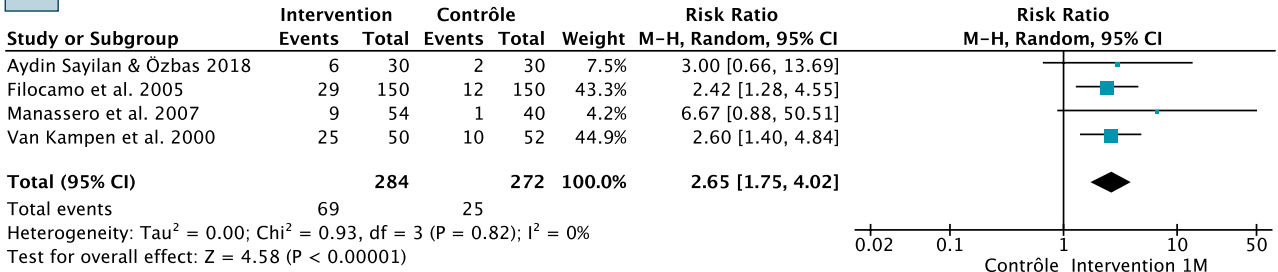 Intervention Contrôle Risk Ratio Risk Ratio
Study or Subgroup Events Total Events Total Weight M-H, Random, 95% CI M-H, Random, 95% CI
Aydin Sayilan & Özbas 2018 6 30 2 30 7.5% 3.00 [0.66, 13.69]
Filocamo et al. 2005 29 150 12 150 43.3% 2.42 [1.28, 4.55]
Manassero et al. 2007 9 54 1 40 4.2% 6.67 [0.88, 50.51]
Van Kampen et al. 2000 25 50 10 52 44.9% 2.60 [1.40, 4.84]
Total (95% CI) 284 272 100.0% 2.65 [1.75, 4.02]
Total events 69 25
Heterogeneity: Tau² = 0.00; Chi² = 0.93, df = 3 (P = 0.82); I² = 0%
Test for overall effect: Z = 4.58 (P < 0.00001)
0.02 0.1 1 10 50
Contrôle Intervention 1M